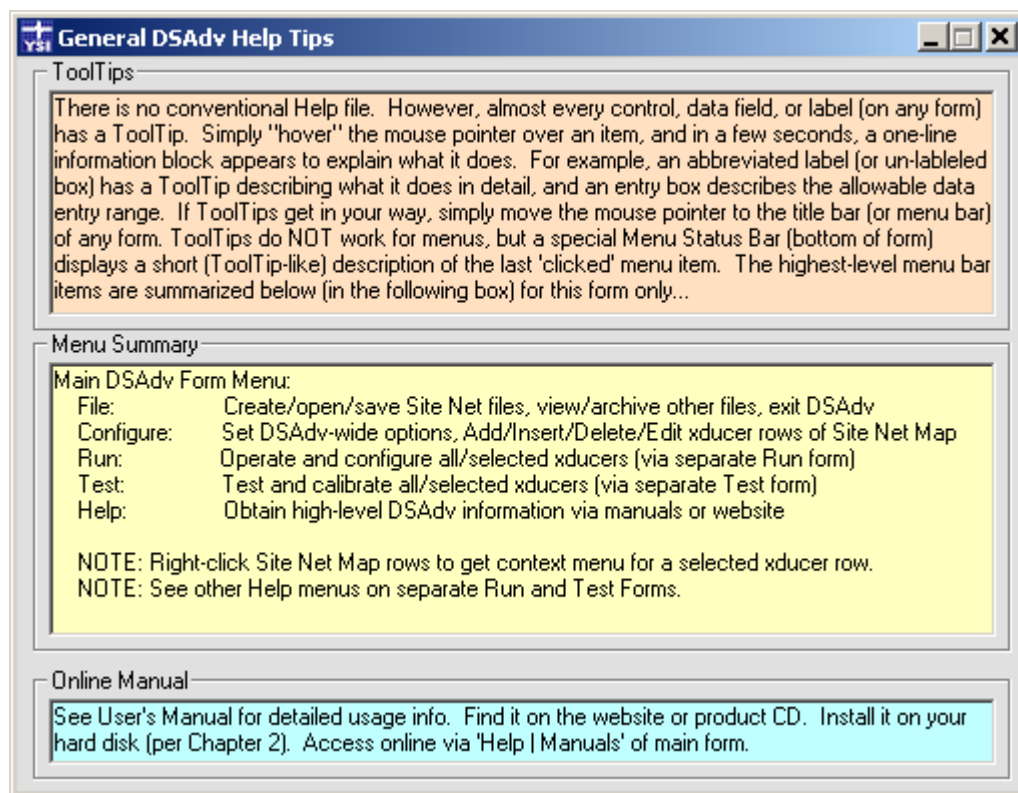 YSI General DSAdv Help Tips
ToolTips
There is no conventional Help file.  However, almost every control, data field, or label (on any form)
has a ToolTip.  Simply "hover" the mouse pointer over an item, and in a few seconds, a one-line
information block appears to explain what it does.  For example, an abbreviated label (or un-lableled
box) has a ToolTip describing what it does in detail, and an entry box describes the allowable data
entry range.  If ToolTips get in your way, simply move the mouse pointer to the title bar (or menu bar)
of any form. ToolTips do NOT work for menus, but a special Menu Status Bar (bottom of form)
displays a short (ToolTip-like) description of the last 'clicked' menu item.  The highest-level menu bar
items are summarized below (in the following box) for this form only...
Menu Summary
Main DSAdv Form Menu:
File: Create/open/save Site Net files, view/archive other files, exit DSAdv
Configure: Set DSAdv-wide options, Add/Insert/Delete/Edit xducer rows of Site Net Map
Run: Operate and configure all/selected xducers (via separate Run form)
Test: Test and calibrate all/selected xducers (via separate Test form)
Help: Obtain high-level DSAdv information via manuals or website
NOTE: Right-click Site Net Map rows to get context menu for a selected xducer row.
NOTE: See other Help menus on separate Run and Test Forms.
Online Manual
See User's Manual for detailed usage info.  Find it on the website or product CD.  Install it on your
hard disk (per Chapter 2).  Access online via 'Help | Manuals' of main form.